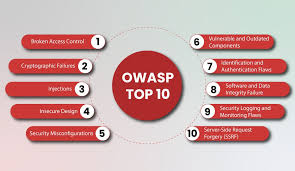 Broken Access Control 1
Cryptographic Failures 2
Injections 3
Insecure Design 4
Security Misconfigurations 5
OWASP
TOP 10
6 Vulnerable and Outdated
Components
7 Identification and
Authentication Flaws
8 Software and Data
Integrity Failure
9 Security Logging and
Monitoring Flaws
10 Server-Side Request
Forgery (SSRF)